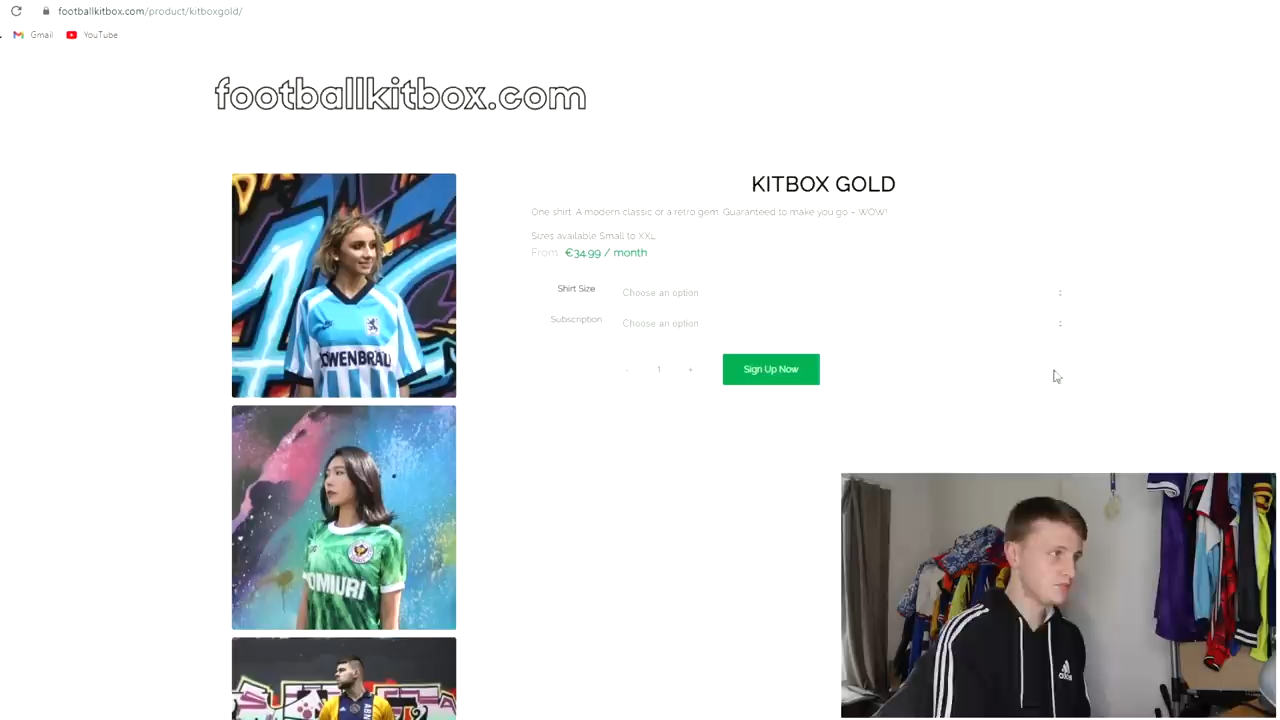 footballkitbox.com/product/kitboxgold/
Gmail
YouTube
footballkitbox.com
KITBOX GOLD
One shirt. A modern classic or a retro gem. Guaranteed to make you go - WOW!
Sizes available Small to XXL
From €34.99 / month
Shirt Size
Choose an option
Subscription
Choose an option
- 1 +
Sign Up Now
LÖWENBRÄU
YOMIURI
ABN
adidas